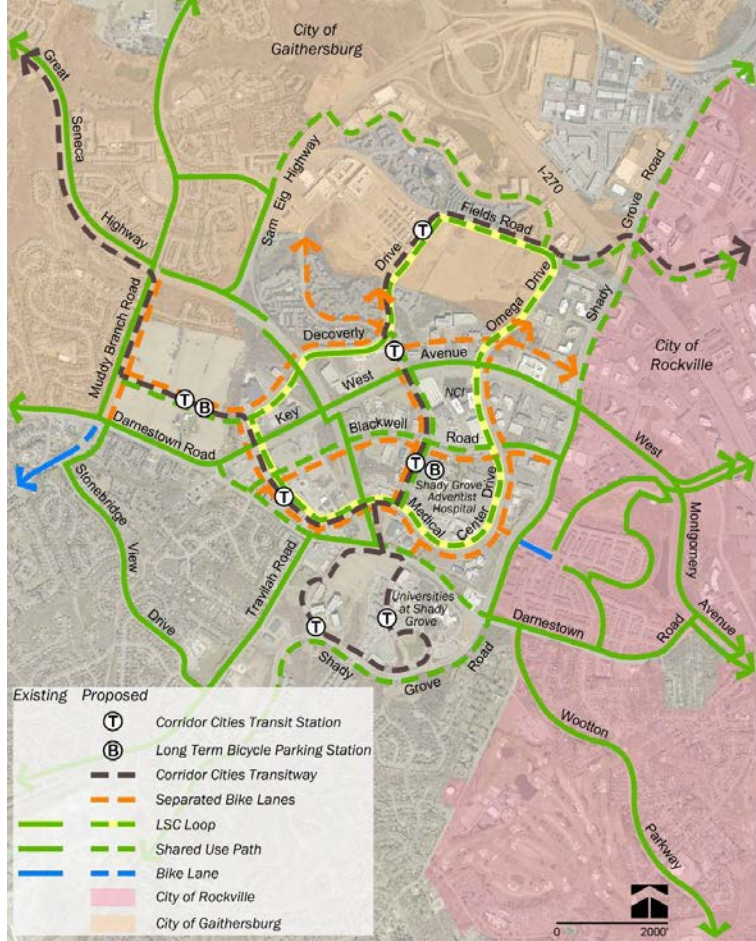 City of
Gaithersburg
Great
Seneca
Highway
Sam Eig Highway
I-270
Grove Road
Fields Road
T
Drive
Omega Drive
Shady
Muddy Branch Road
Decoverly
T
Avenue
City of
Rockville
West
NCI
T B
Key
Blackwell
Road
Darnestown Road
West
T B
Shady Grove
Adventist
Hospital
Stonebridge
T
Medical
Center Drive
Montgomery
View
Travilah Road
Universities
at Shady
Grove
Darnestown
Avenue
Road
Drive
T
T
Shady
Grove
Road
Wootton
Parkway
Existing Proposed
T Corridor Cities Transit Station
B Long Term Bicycle Parking Station
Corridor Cities Transitway
Separated Bike Lanes
LSC Loop
Shared Use Path
Bike Lane
City of Rockville
City of Gaithersburg
0 2000'